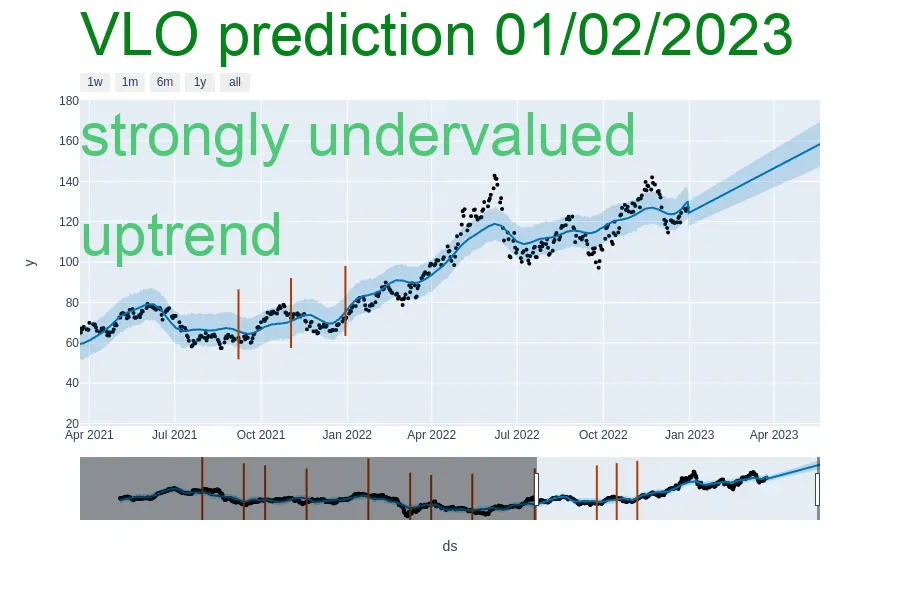 VLO prediction 01/02/2023
1w 1m 6m 1y all
180
strongly undervalued
160
140
120
uptrend
100
y
80
60
40
20
Apr 2021 Jul 2021 Oct 2021 Jan 2022 Apr 2022 Jul 2022 Oct 2022 Jan 2023 Apr 2023
ds